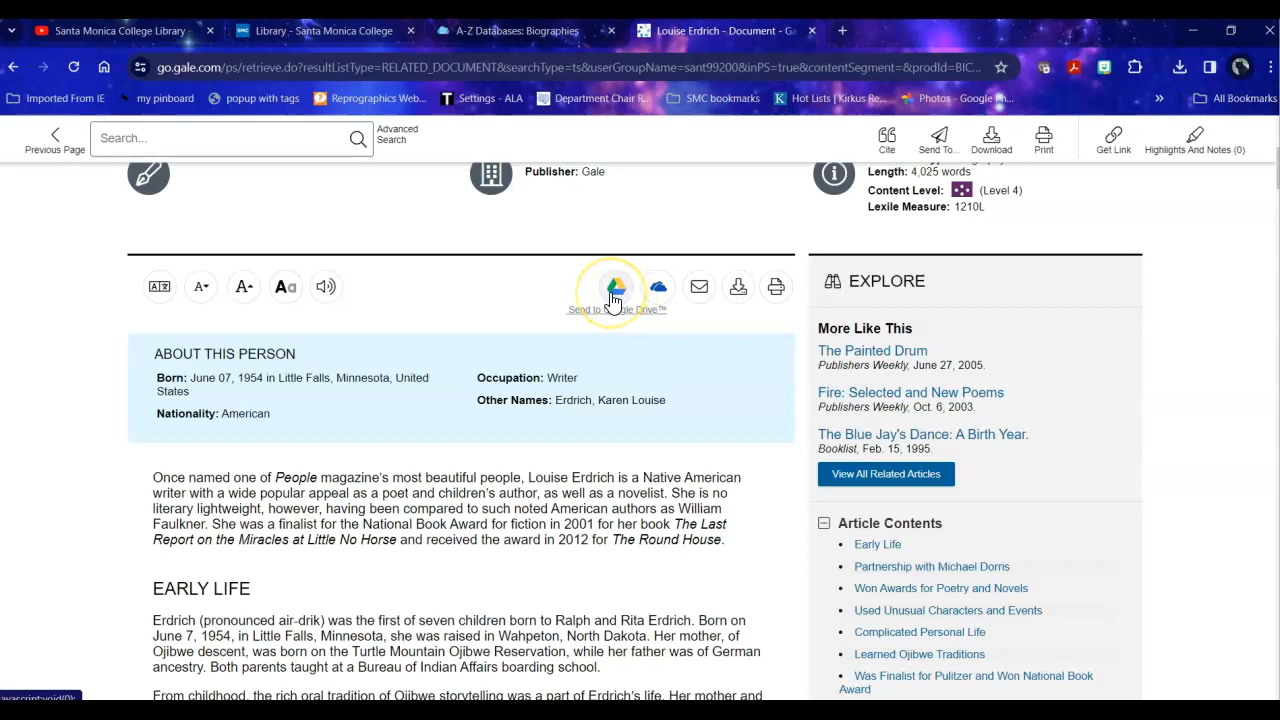 Santa Monica College Library -
Library - Santa Monica College
A-Z Databases: Biographies
Louise Erdrich - Document - Ga
go.gale.com/ps/retrieve.do?resultListType=RELATED_DOCUMENT&searchType=ts&userGroupName=sant99200&inPS=true&contentSegment=&prodId=BIC...
Imported From IE
my pinboard
popup with tags
Reprographics Web...
Settings - ALA
Department Chair R...
SMC bookmarks
Hot Lists | Kirkus Re...
Photos - Google Ph...
All Bookmarks
Previous Page
Search...
Advanced
Search
Cite
Send To...
Download
Print
Get Link
Highlights And Notes (0)
Publisher: Gale
Length: 4,025 words
Content Level: (Level 4)
Lexile Measure: 1210L
Send to Google Drive™
EXPLORE
More Like This
The Painted Drum
Publishers Weekly, June 27, 2005.
Fire: Selected and New Poems
Publishers Weekly, Oct. 6, 2003.
The Blue Jay's Dance: A Birth Year.
Booklist, Feb. 15, 1995.
View All Related Articles
ABOUT THIS PERSON
Born: June 07, 1954 in Little Falls, Minnesota, United
States
Nationality: American
Occupation: Writer
Other Names: Erdrich, Karen Louise
Once named one of People magazine's most beautiful people, Louise Erdrich is a Native American
writer with a wide popular appeal as a poet and children's author, as well as a novelist. She is no
literary lightweight, however, having been compared to such noted American authors as William
Faulkner. She was a finalist for the National Book Award for fiction in 2001 for her book The Last
Report on the Miracles at Little No Horse and received the award in 2012 for The Round House.
EARLY LIFE
Erdrich (pronounced air-drik) was the first of seven children born to Ralph and Rita Erdrich. Born on
June 7, 1954, in Little Falls, Minnesota, she was raised in Wahpeton, North Dakota. Her mother, of
Ojibwe descent, was born on the Turtle Mountain Ojibwe Reservation, while her father was of German
ancestry. Both parents taught at a Bureau of Indian Affairs boarding school.
From childhood, the rich oral tradition of Ojibwe storytelling was a part of Erdrich's life. Her mother and
Article Contents
Early Life
Partnership with Michael Dorris
Won Awards for Poetry and Novels
Used Unusual Characters and Events
Complicated Personal Life
Learned Ojibwe Traditions
Was Finalist for Pulitzer and Won National Book
Award
avascript:void(0);